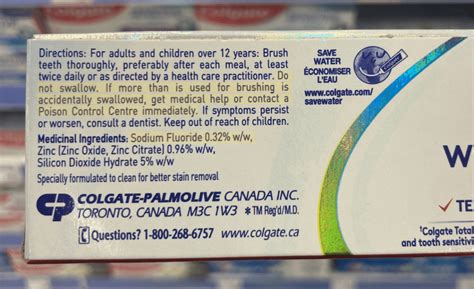 Colgate
Directions: For adults and children over 12 years: Brush
teeth thoroughly, preferably after each meal, at least
twice daily or as directed by a health care practitioner. Do
not swallow. If more than is used for brushing is
accidentally swallowed, get medical help or contact a
Poison Control Centre immediately. If symptoms persist
or worsen, consult a dentist. Keep out of reach of children.
Medicinal Ingredients: Sodium Fluoride 0.32% w/w,
Zinc (Zinc Oxide, Zinc Citrate) 0.96% w/w,
Silicon Dioxide Hydrate 5% w/w
Specially formulated to clean for better stain removal
CP COLGATE-PALMOLIVE CANADA INC.
TORONTO, CANADA M3C 1W3 *TM Reg'd/M.D.
Questions? 1-800-268-6757 www.colgate.ca
SAVE
WATER
ÉCONOMISER
L'EAU
www.colgate.com/
savewater
W
✓ TE
¹Colgate Total
and tooth sensitiv